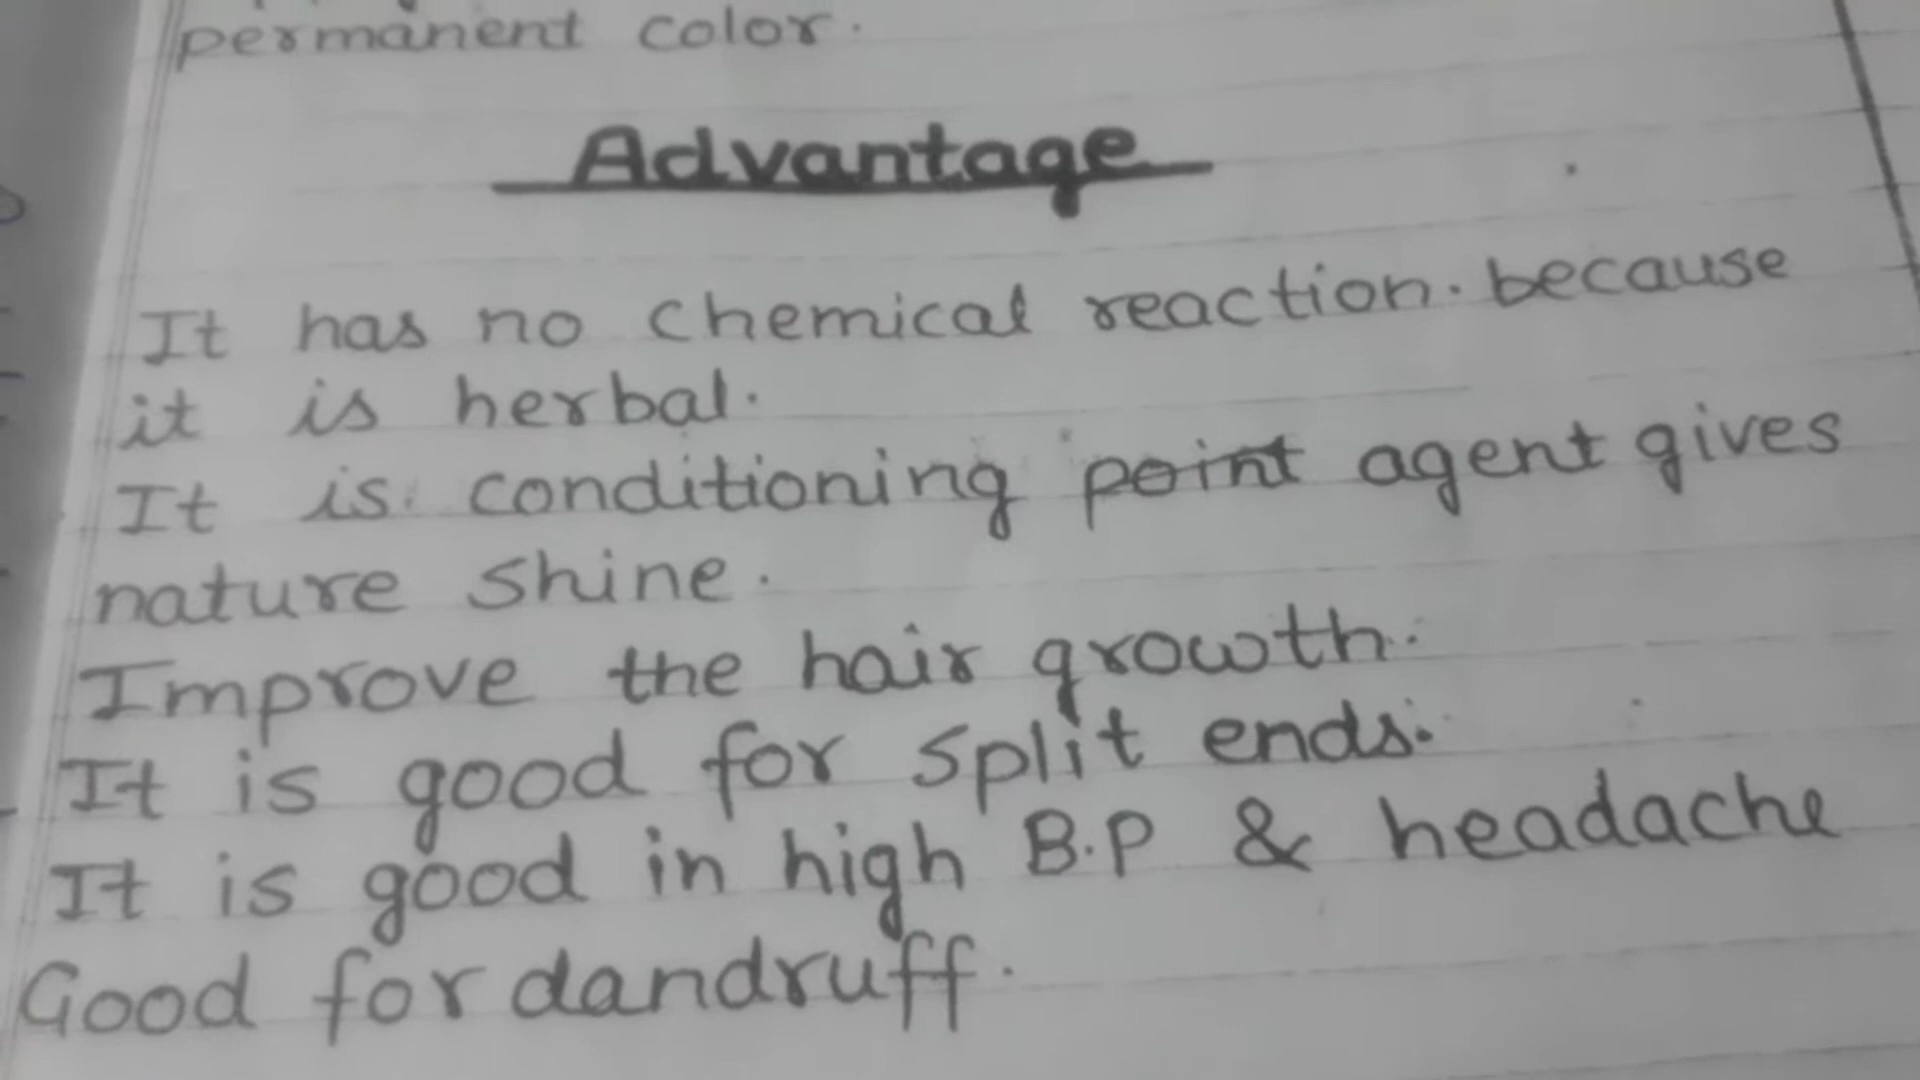 permanent color.
Advantage
It has no chemical reaction. because
it is herbal.
It is conditioning point agent gives
nature shine.
Improve the hair growth.
It is good for split ends.
It is good in high B.P & headache
Good for dandruff.